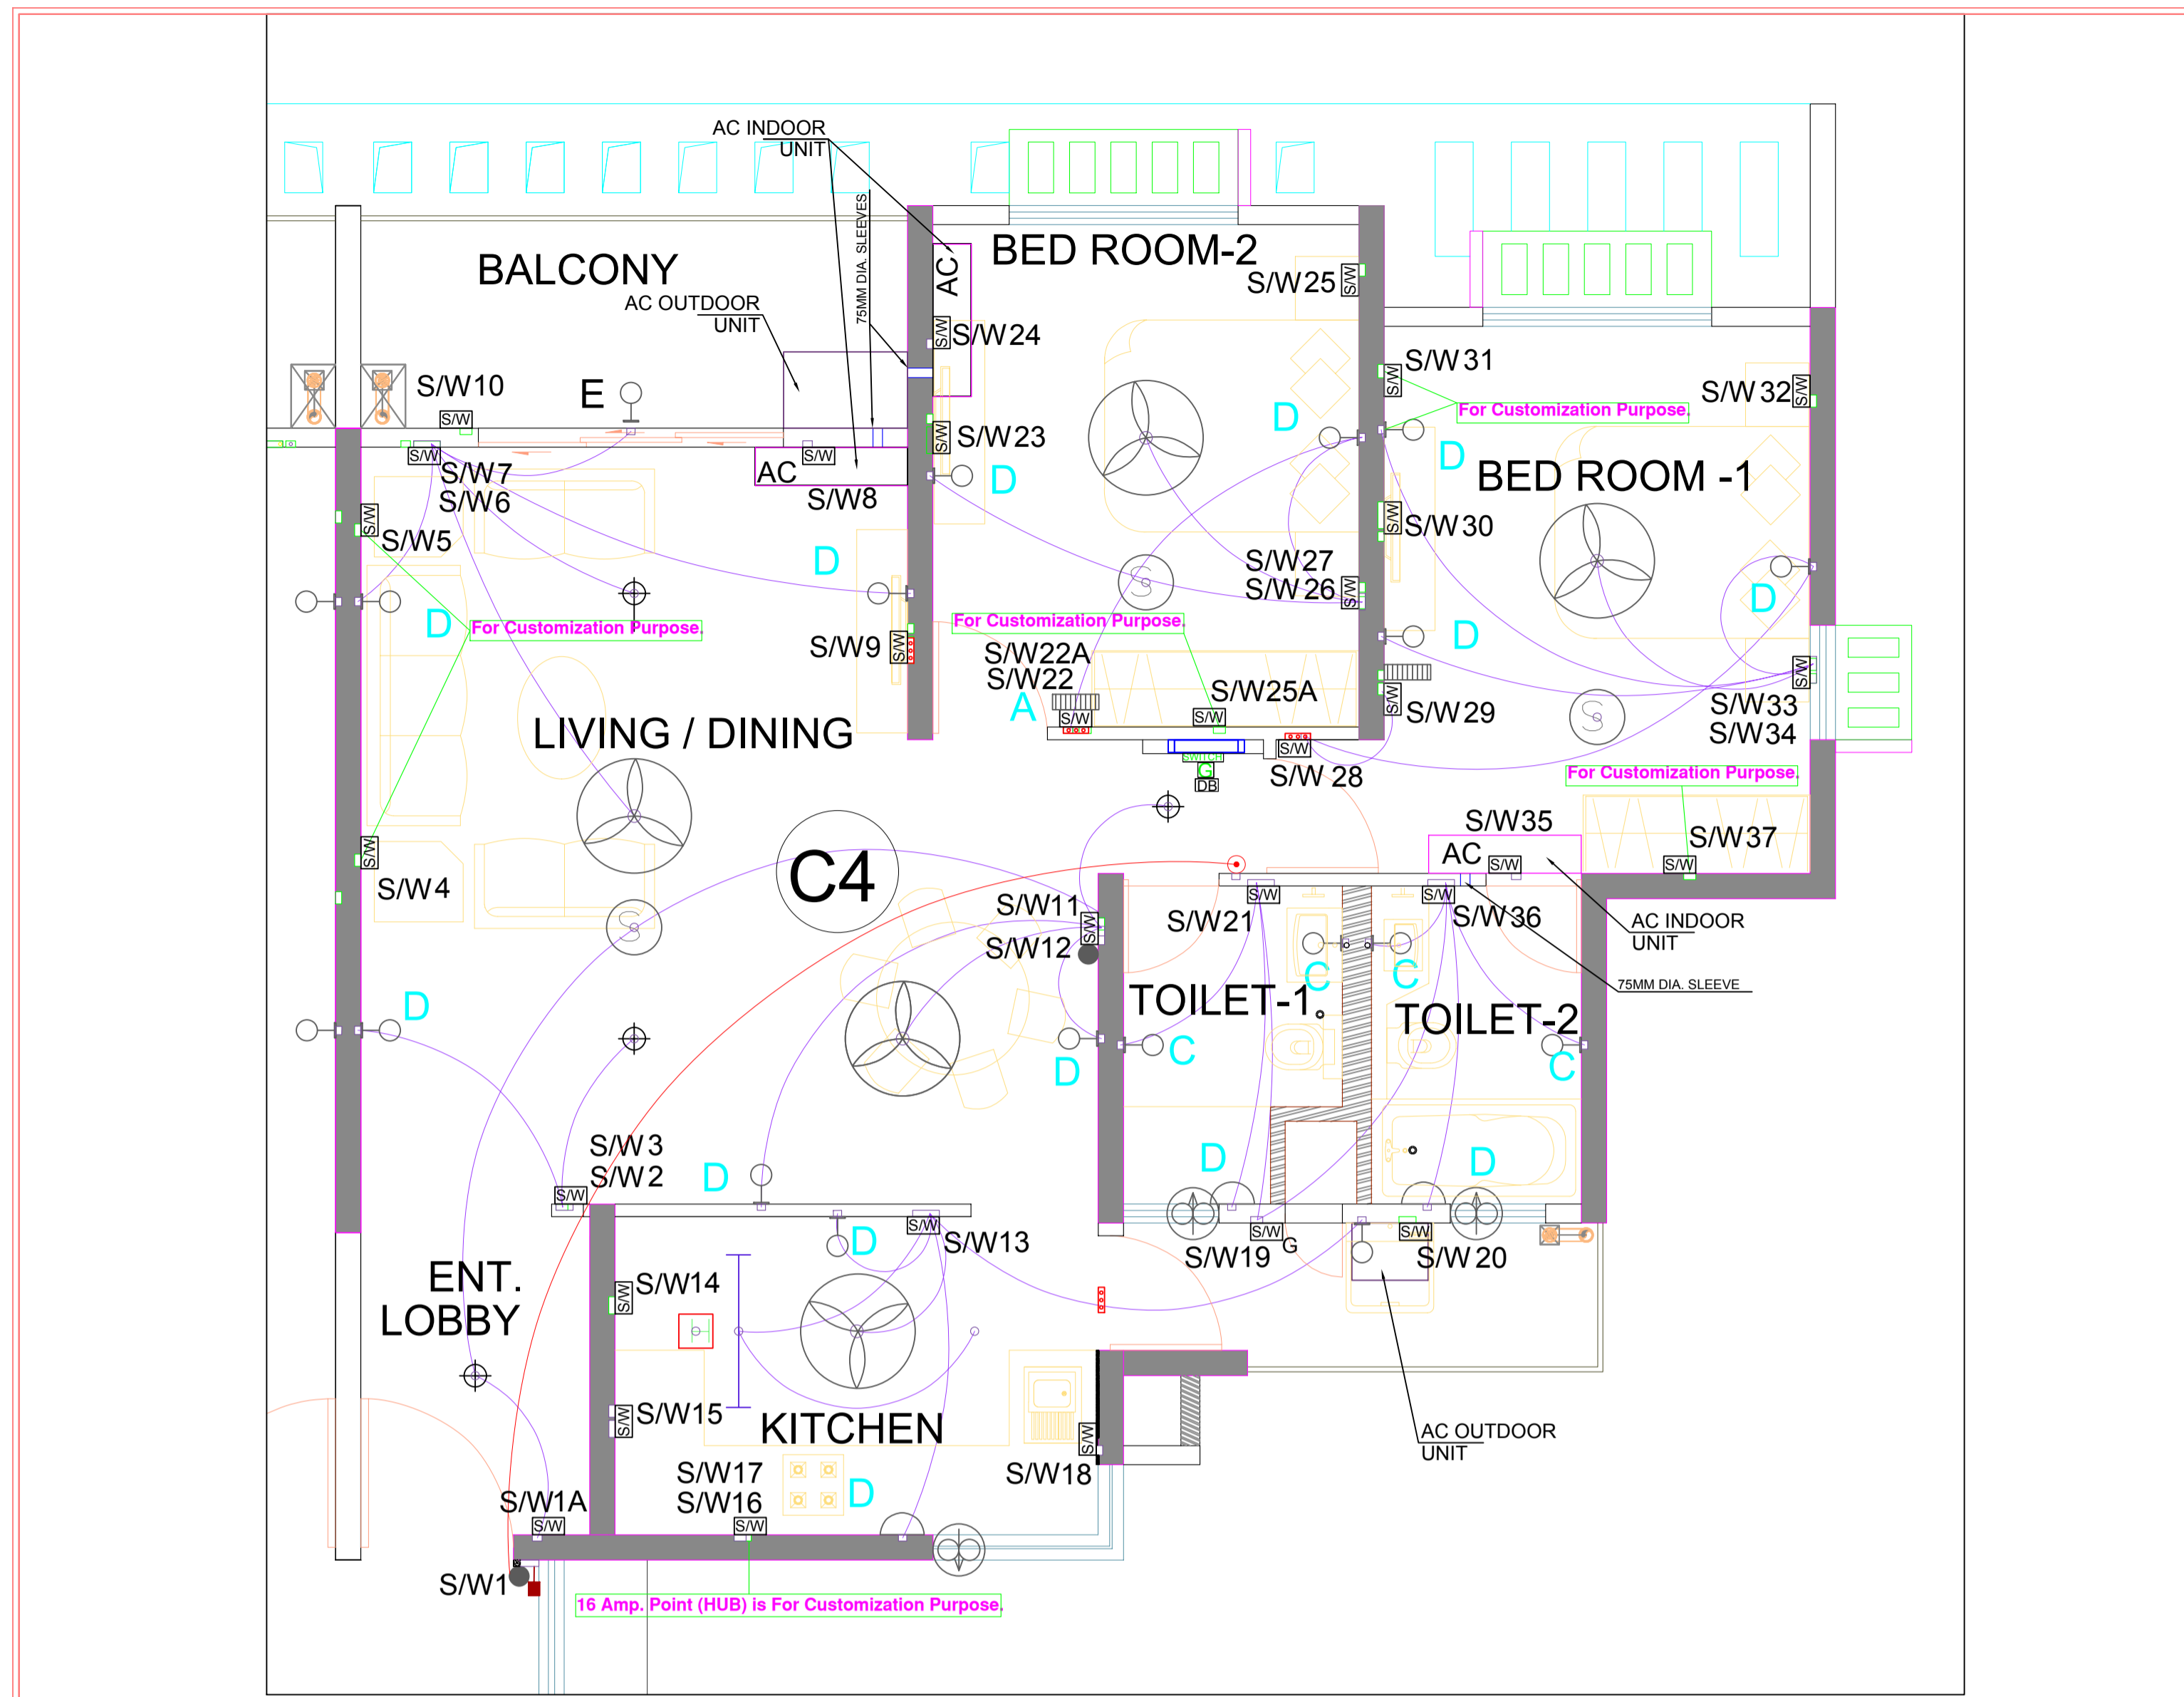 AC INDOOR
UNIT
75MM DIA. SLEEVES
BALCONY
BED ROOM-2
AC
S/W25
S/W
AC OUTDOOR
UNIT
S/W
S/W24
S/W10
S/W
E
S/W31
S/W
S/W32
S/W
For Customization Purpose.
D
D
S/W
S/W23
D
S/W
S/W7
S/W6
AC
S/W
S/W8
BED ROOM -1
S/W
S/W5
S/W
S/W30
D
S/W27
S/W26
S/W
S
D
D
D
For Customization Purpose.
For Customization Purpose.
S/W9
S/W
S/W22A
S/W22
A
S/W
S/W25A
S/W
S/W
S/W29
S/W
S/W33
S/W34
S
LIVING / DINING
SWITCH
G
DB
S/W
S/W 28
For Customization Purpose.
C4
S/W
S/W4
S
S/W35
AC
S/W
S/W37
S/W
S/W11
S/W12
S/W
S/W
S/W21
S/W
S/W36
AC INDOOR
UNIT
75MM DIA. SLEEVE
C
C
TOILET-1
TOILET-2
D
D
C
C
S/W3
S/W2
S/W
D
D
D
S/W
S/W13
D
S/W
S/W19
G
S/W
S/W20
ENT.
LOBBY
S/W
S/W14
S/W
S/W15
KITCHEN
S/W
S/W18
AC OUTDOOR
UNIT
S/W17
S/W16
S/W
D
S/W1A
S/W
S/W1
16 Amp. Point (HUB) is For Customization Purpose.